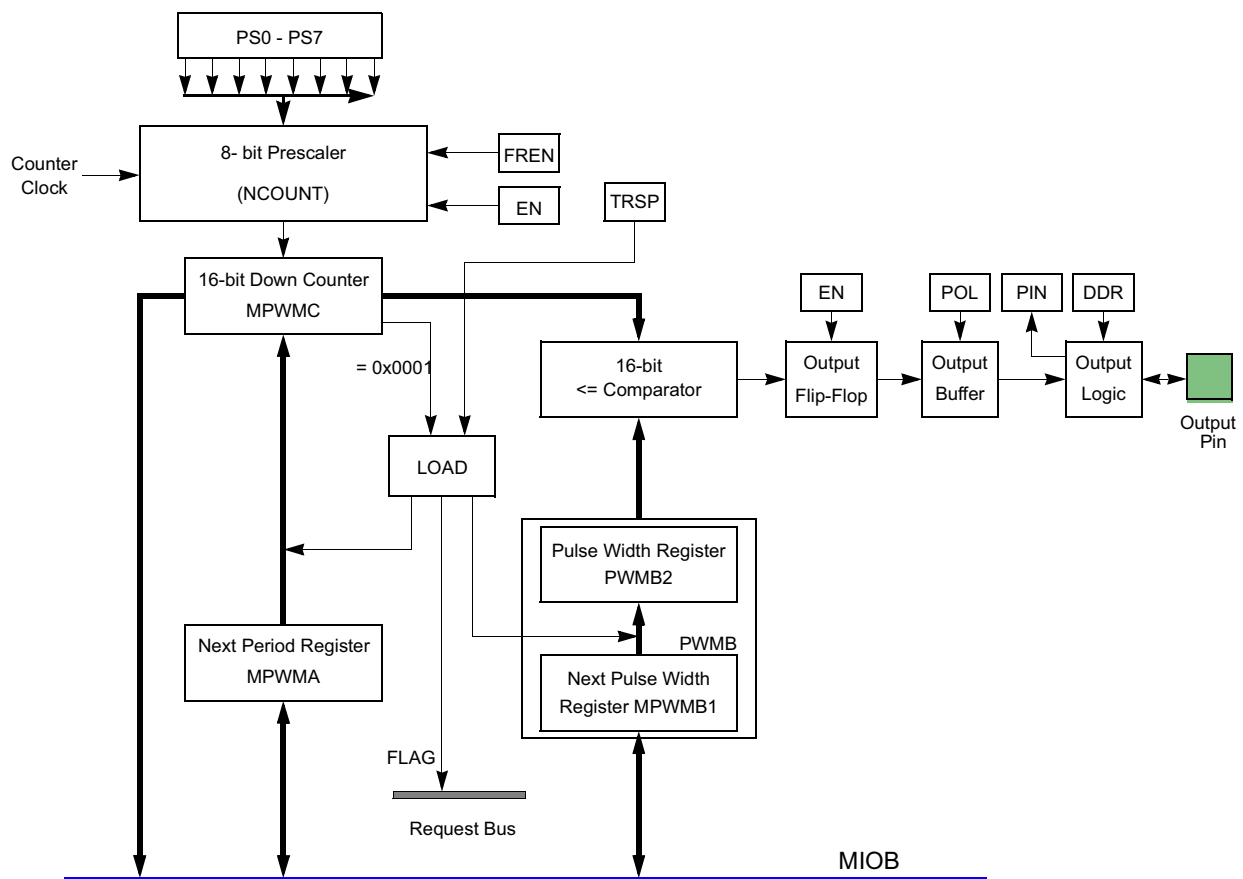 PS0 - PS7
8- bit Prescaler
(NCOUNT)
Counter
Clock
FREN
EN
TRSP
16-bit Down Counter
MPWMC
= 0x0001
16-bit
<= Comparator
EN
Output
Flip-Flop
POL
Output
Buffer
PIN
DDR
Output
Logic
Output
Pin
LOAD
Pulse Width Register
PWMB2
PWMB
Next Pulse Width
Register MPWMB1
Next Period Register
MPWMA
FLAG
Request Bus
MIOB